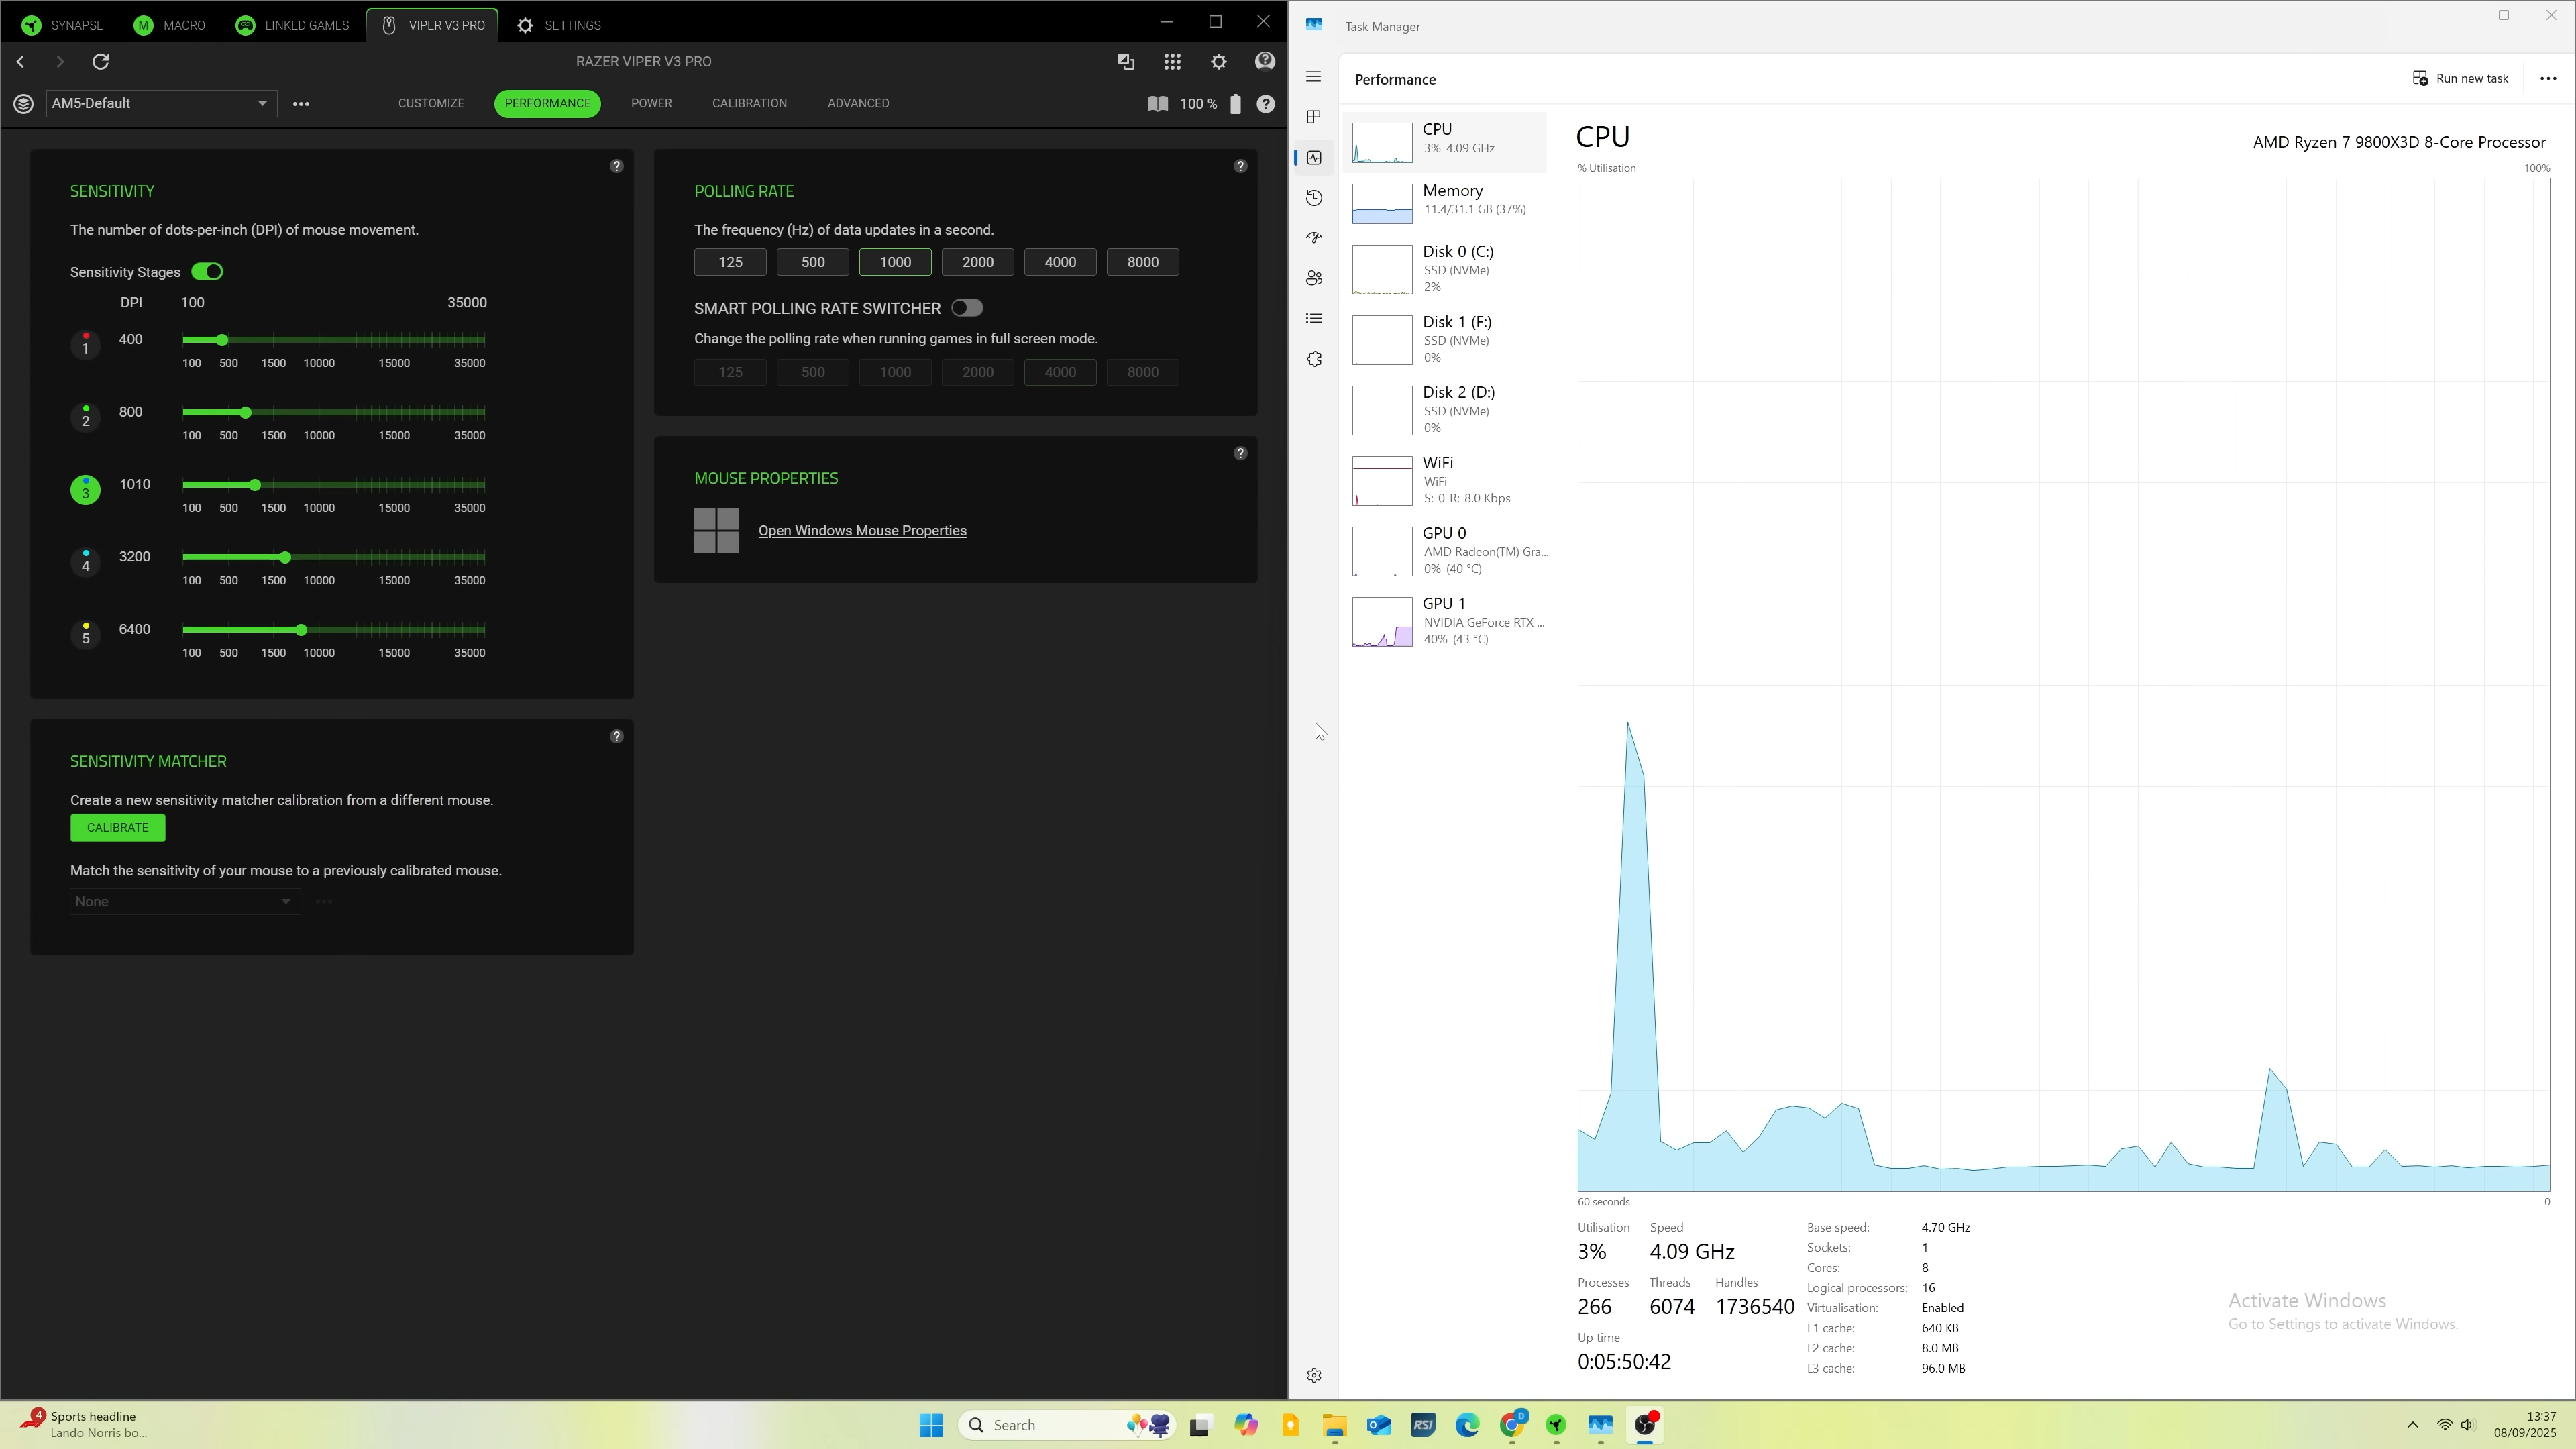 SYNAPSE
M MACRO
LINKED GAMES
VIPER V3 PRO
SETTINGS
RAZER VIPER V3 PRO
AM5-Default
CUSTOMIZE
PERFORMANCE
POWER
CALIBRATION
ADVANCED
100 %
?
?
SENSITIVITY
The number of dots-per-inch (DPI) of mouse movement.
Sensitivity Stages
DPI 100 35000
1 400
100 500 1500 10000 15000 35000
2 800
100 500 1500 10000 15000 35000
3 1010
100 500 1500 10000 15000 35000
4 3200
100 500 1500 10000 15000 35000
5 6400
100 500 1500 10000 15000 35000
?
SENSITIVITY MATCHER
Create a new sensitivity matcher calibration from a different mouse.
CALIBRATE
Match the sensitivity of your mouse to a previously calibrated mouse.
None
?
POLLING RATE
The frequency (Hz) of data updates in a second.
125 500 1000 2000 4000 8000
SMART POLLING RATE SWITCHER
Change the polling rate when running games in full screen mode.
125 500 1000 2000 4000 8000
?
MOUSE PROPERTIES
Open Windows Mouse Properties
Task Manager
Performance
Run new task
CPU
3% 4.09 GHz
Memory
11.4/31.1 GB (37%)
Disk 0 (C:)
SSD (NVMe)
2%
Disk 1 (F:)
SSD (NVMe)
0%
Disk 2 (D:)
SSD (NVMe)
0%
WiFi
WiFi
S: 0 R: 8.0 Kbps
GPU 0
AMD Radeon(TM) Gra...
0% (40 °C)
GPU 1
NVIDIA GeForce RTX ...
40% (43 °C)
CPU
AMD Ryzen 7 9800X3D 8-Core Processor
% Utilisation 100%
60 seconds 0
Utilisation Speed
3% 4.09 GHz
Processes Threads Handles
266 6074 1736540
Up time
0:05:50:42
Base speed: 4.70 GHz
Sockets: 1
Cores: 8
Logical processors: 16
Virtualisation: Enabled
L1 cache: 640 KB
L2 cache: 8.0 MB
L3 cache: 96.0 MB
Activate Windows
Go to Settings to activate Windows.
4
Sports headline
Lando Norris bo...
Search
RSI
D
13:37
08/09/2025